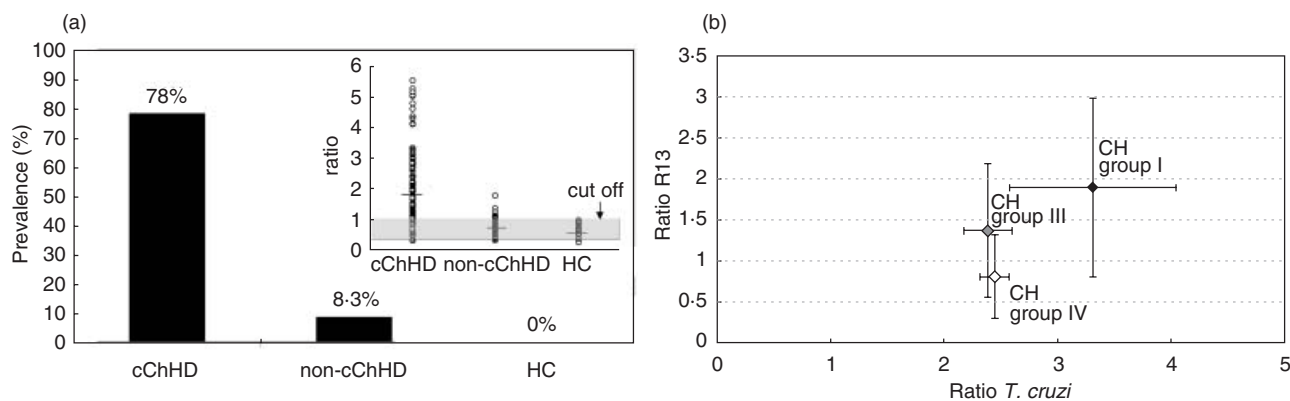 (a)
100
90
80
70
60
50
40
30
20
10
0
Prevalence (%)
78%
8·3%
0%
cChHD non-cChHD HC
6
5
4
3
2
1
0
ratio
cut off
cChHD non-cChHD HC
(b)
3·5
3
2·5
2
1·5
1
0·5
0
Ratio R13
CH
group I
CH
group III
CH
group IV
0 1 2 3 4 5
Ratio T. cruzi